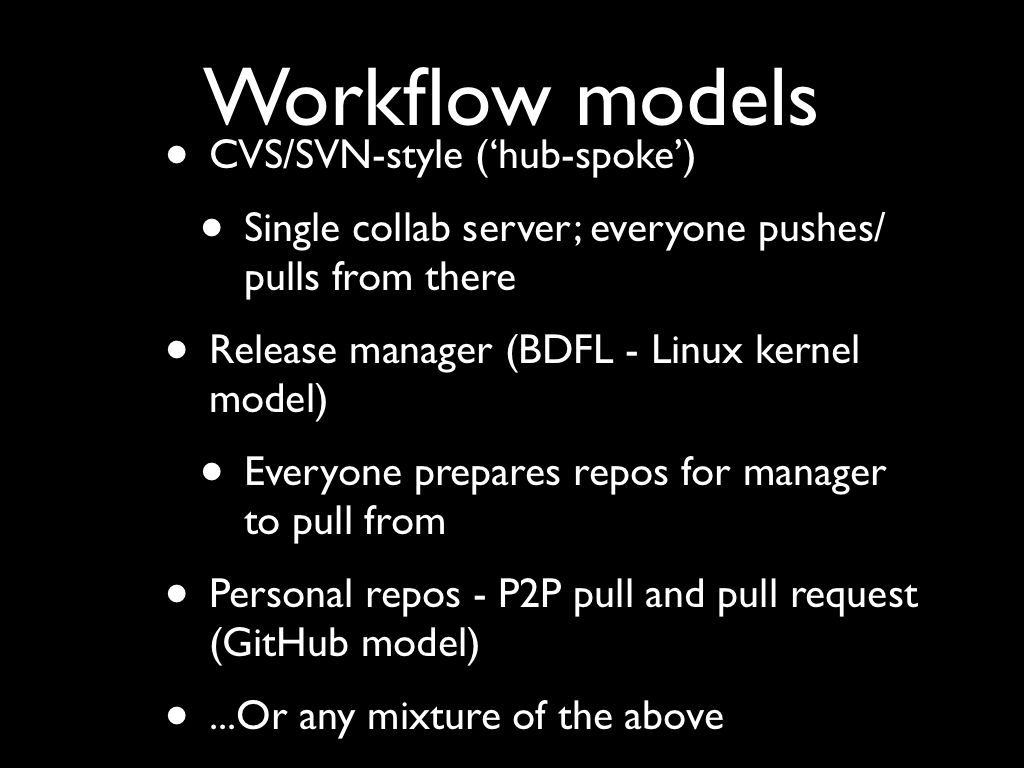 Workflow models
• CVS/SVN-style (‘hub-spoke’)
• Single collab server; everyone pushes/
pulls from there
• Release manager (BDFL - Linux kernel
model)
• Everyone prepares repos for manager
to pull from
• Personal repos - P2P pull and pull request
(GitHub model)
• ...Or any mixture of the above